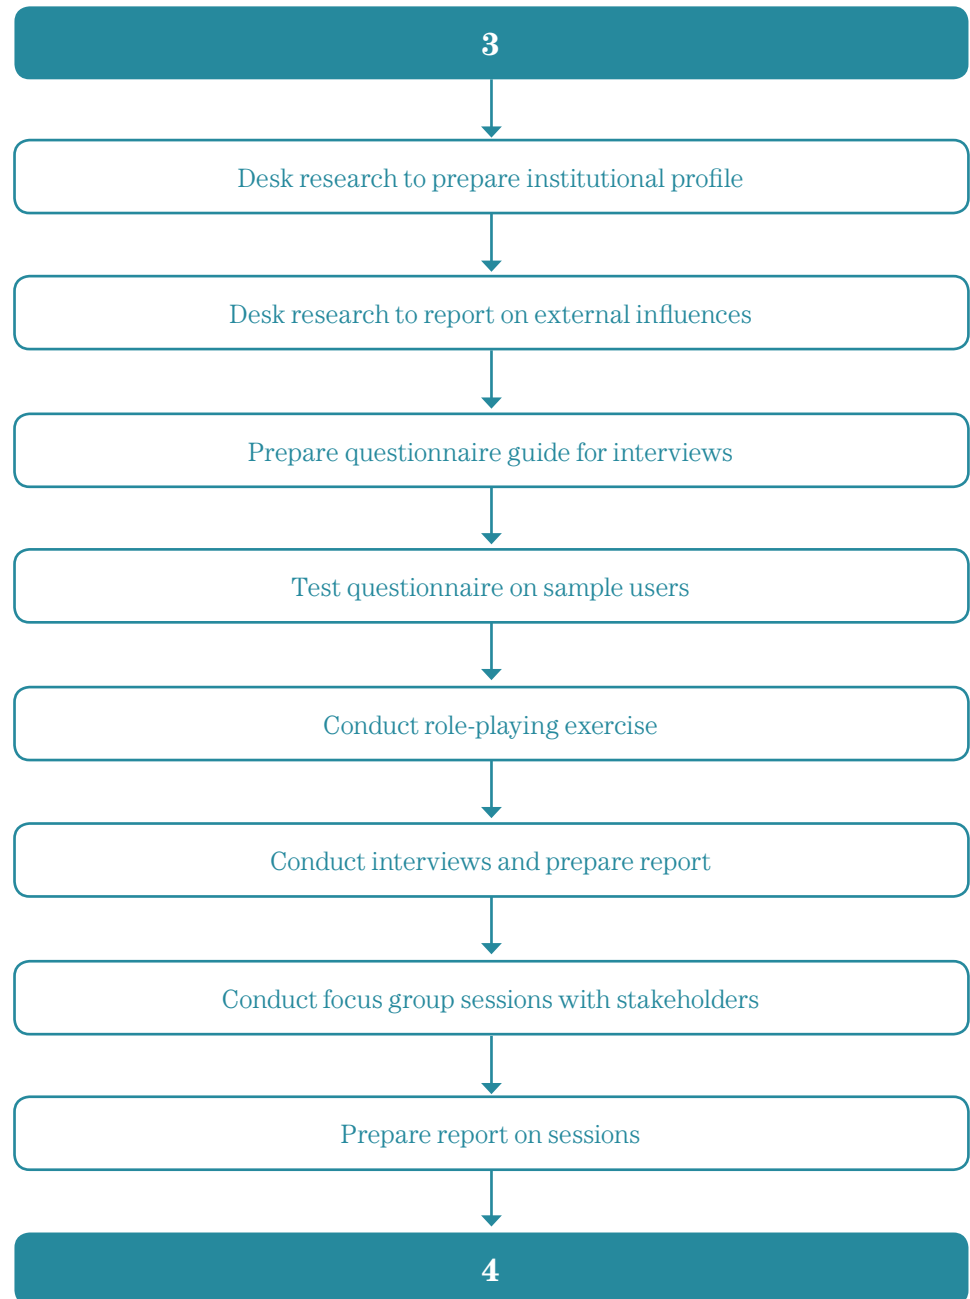 3
Desk research to prepare institutional profile
Desk research to report on external influences
Prepare questionnaire guide for interviews
Test questionnaire on sample users
Conduct role-playing exercise
Conduct interviews and prepare report
Conduct focus group sessions with stakeholders
Prepare report on sessions
4